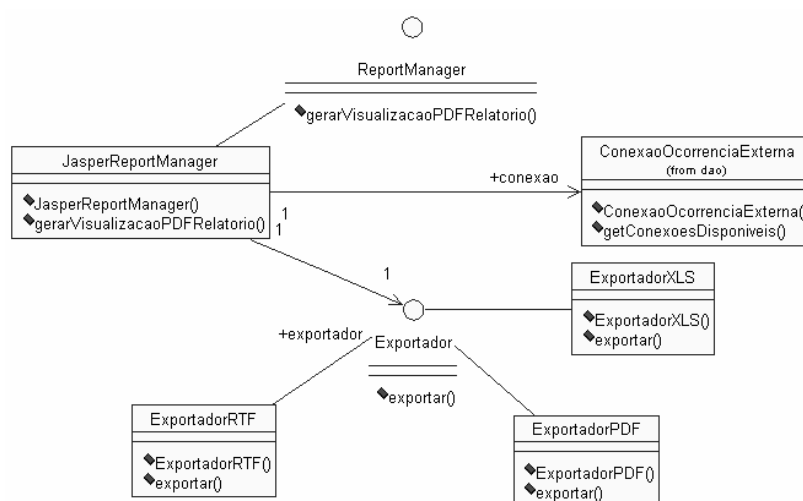 ReportManager
gerarVisualizacaoPDFRelatorio()
JasperReportManager
JasperReportManager()
gerarVisualizacaoPDFRelatorio()
+conexao
ConexaoOcorrenciaExterna
(from dao)
ConexaoOcorrenciaExterna(
getConexoesDisponiveis()
1
1
1
ExportadorXLS
ExportadorXLS()
exportar()
+exportador
Exportador
exportar()
ExportadorRTF
ExportadorRTF()
exportar()
ExportadorPDF
ExportadorPDF()
exportar()